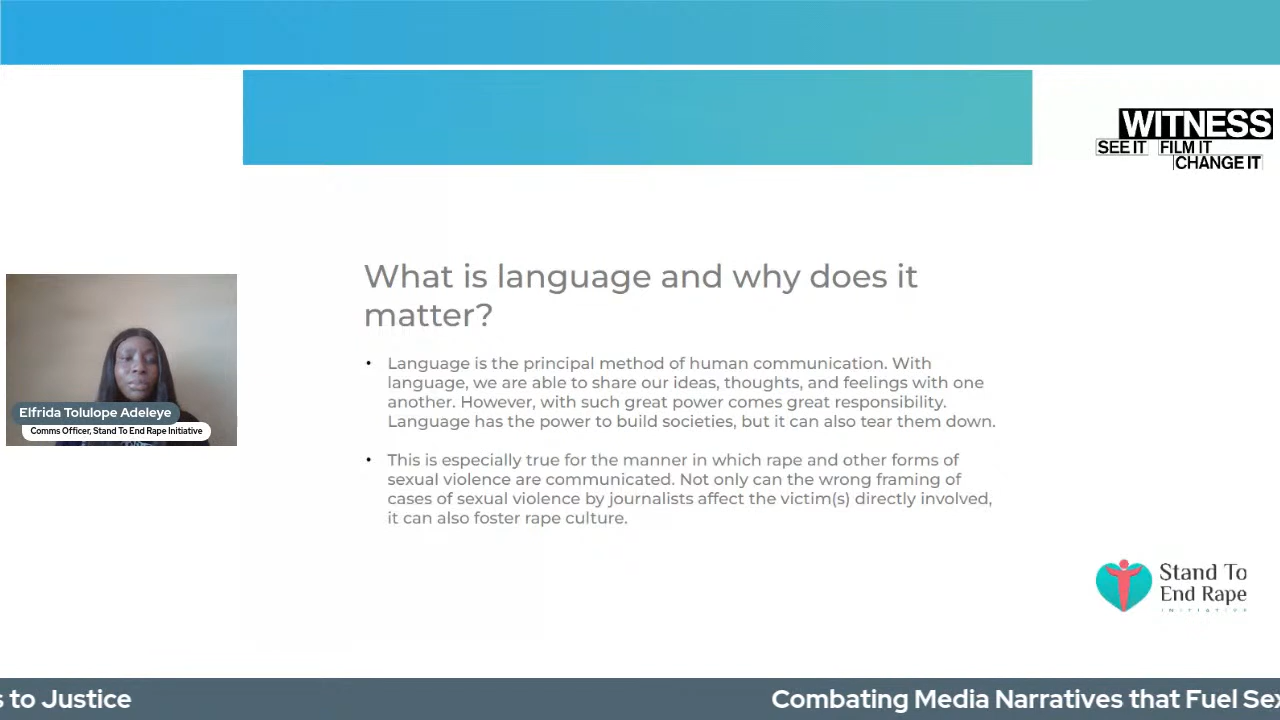 WITNESS
SEE IT FILM IT
CHANGE IT
What is language and why does it
matter?
• Language is the principal method of human communication. With
language, we are able to share our ideas, thoughts, and feelings with one
another. However, with such great power comes great responsibility.
Language has the power to build societies, but it can also tear them down.
• This is especially true for the manner in which rape and other forms of
sexual violence are communicated. Not only can the wrong framing of
cases of sexual violence by journalists affect the victim(s) directly involved,
it can also foster rape culture.
Elfrida Tolulope Adeleye
Comms Officer, Stand To End Rape Initiative
Stand To
End Rape
INITIATIVE
s to Justice
Combating Media Narratives that Fuel Sex